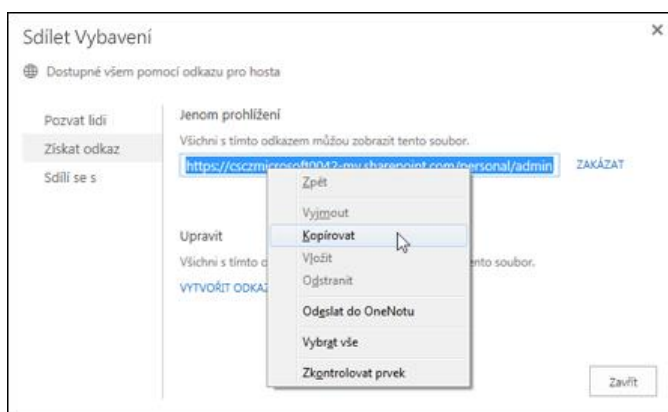 Sdílet Vybavení
Dostupné všem pomocí odkazu pro hosta
Pozvat lidi
Získat odkaz
Sdílí se s
Jenom prohlížení
Všichni s tímto odkazem můžou zobrazit tento soubor.
https://csczmicrosoft0042-my.sharepoint.com/personal/admin ZAKÁZAT
Upravit
Všichni s tímto o
ento soubor.
VYTVOŘIT ODKAZ
Zpět
Vyjmout
Kopírovat
Vložit
Odstranit
Odeslat do OneNotu
Vybrat vše
Zkontrolovat prvek
Zavřít